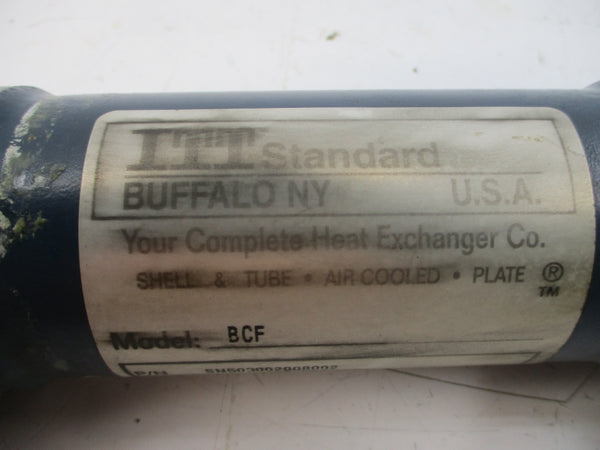 ITT Standard
BUFFALO NY U.S.A.
Your Complete Heat Exchanger Co.
SHELL & TUBE • AIR COOLED • PLATE ®
TM
Model: BCF
P/N